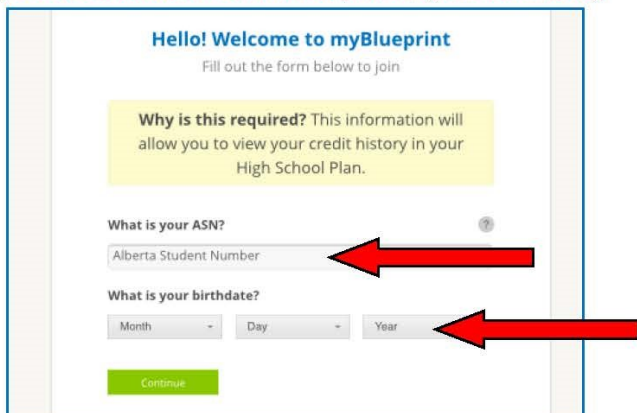 Hello! Welcome to myBlueprint
Fill out the form below to join
Why is this required? This information will
allow you to view your credit history in your
High School Plan.
What is your ASN?
?
Alberta Student Number
What is your birthdate?
Month Day Year
Continue